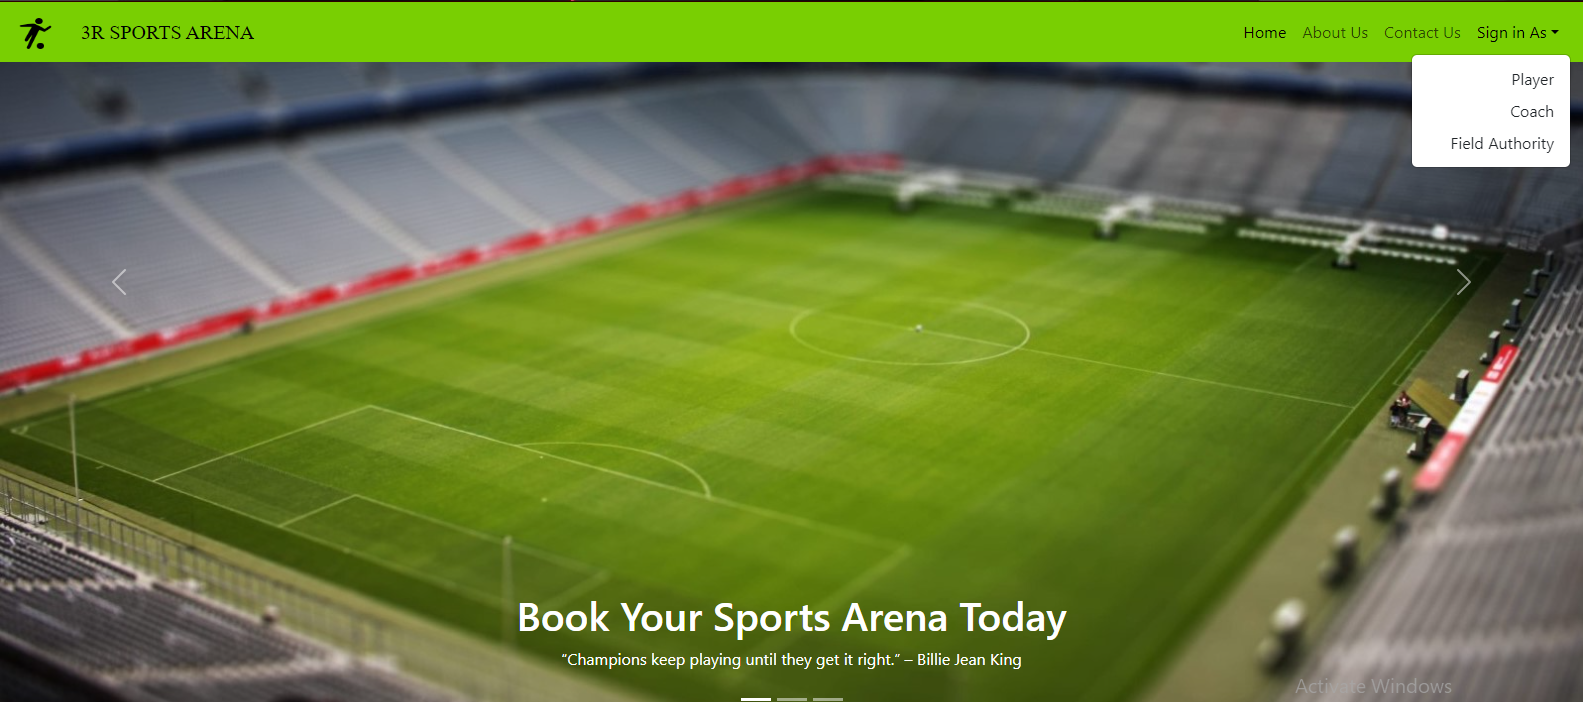 3R SPORTS ARENA
Home About Us Contact Us Sign in As
Player
Coach
Field Authority
Book Your Sports Arena Today
“Champions keep playing until they get it right.” – Billie Jean King
Activate Windows